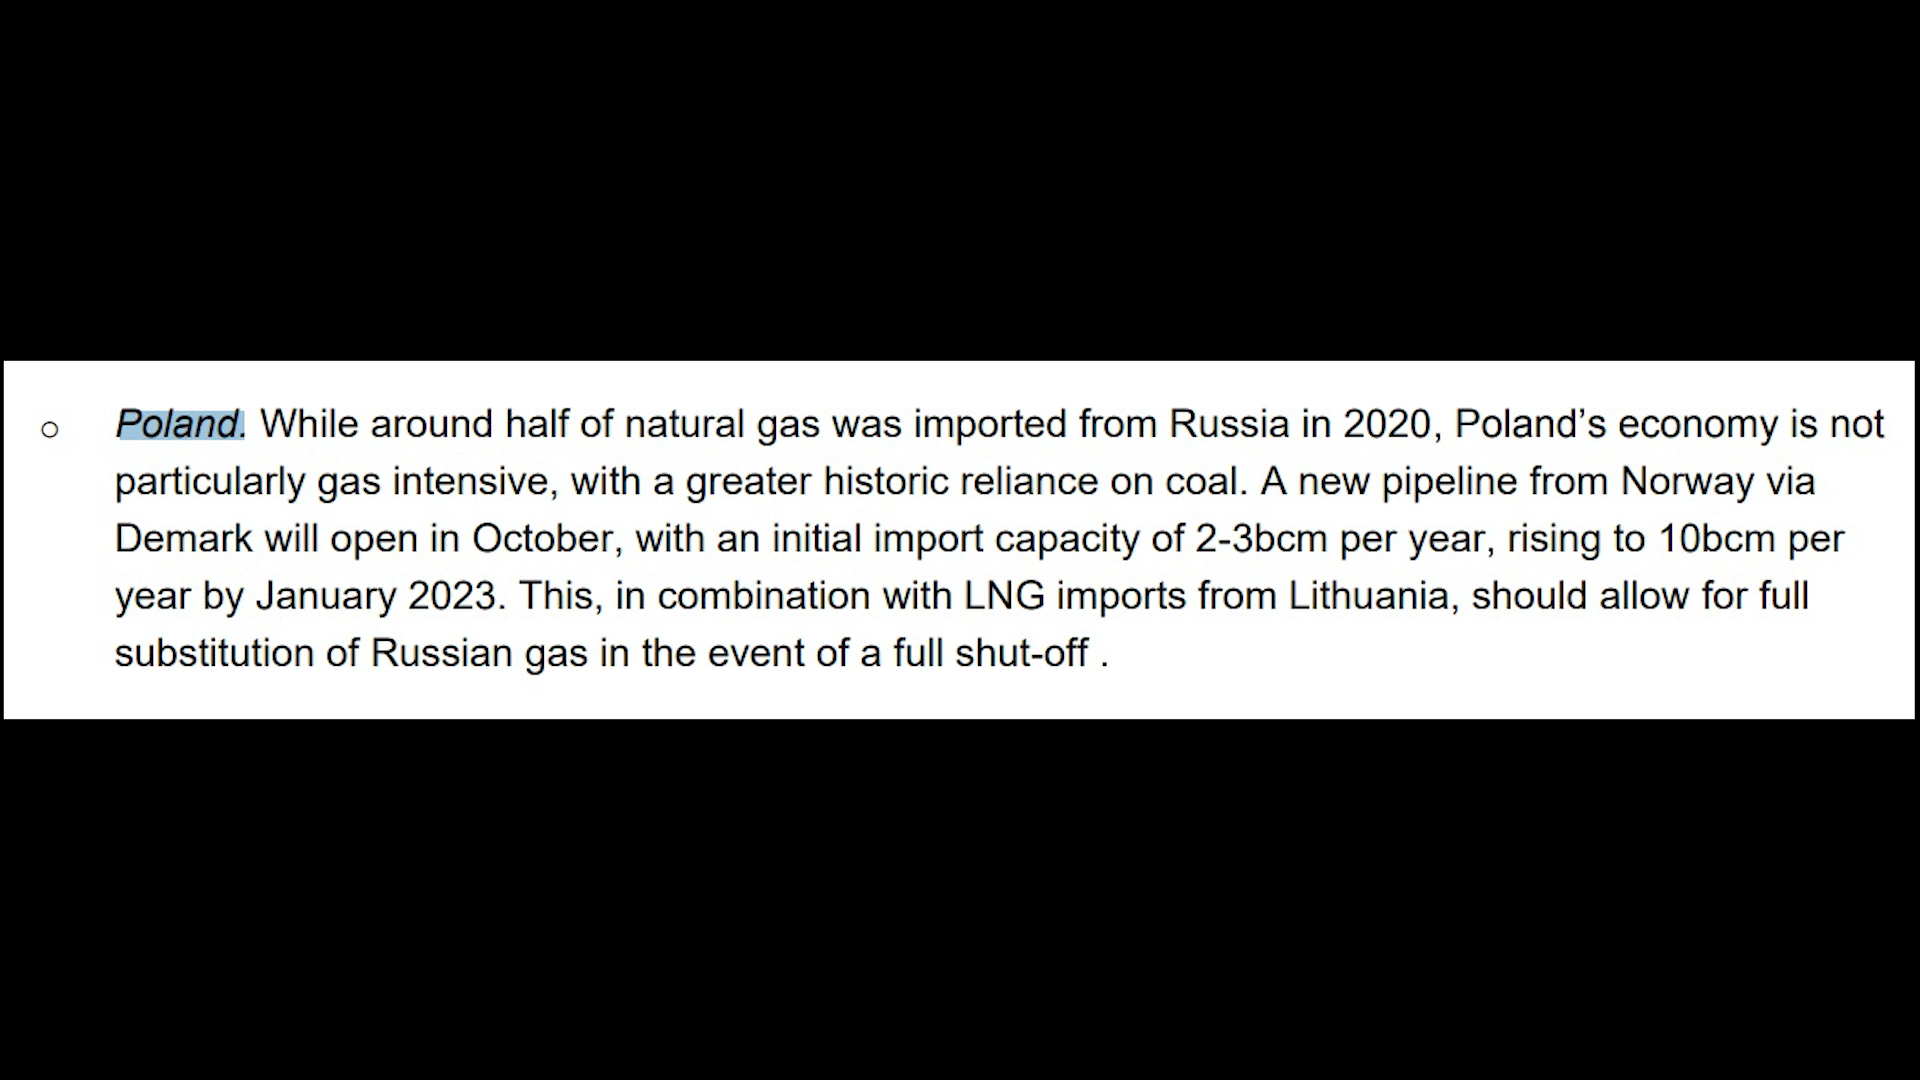 ○ Poland. While around half of natural gas was imported from Russia in 2020, Poland’s economy is not
particularly gas intensive, with a greater historic reliance on coal. A new pipeline from Norway via
Demark will open in October, with an initial import capacity of 2-3bcm per year, rising to 10bcm per
year by January 2023. This, in combination with LNG imports from Lithuania, should allow for full
substitution of Russian gas in the event of a full shut-off .